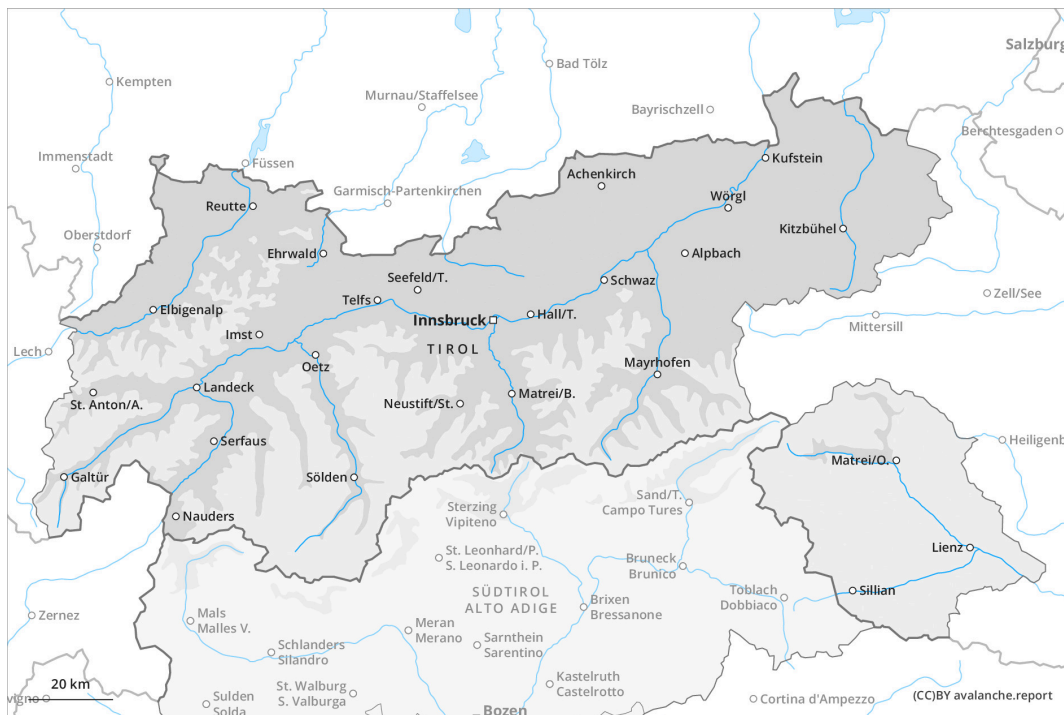 Salzburg
Kempten
Bad Tölz
Murnau/Staffelsee
Bayrischzell
Berchtesgaden
Immenstadt
Füssen
Kufstein
Achenkirch
Garmisch-Partenkirchen
Reutte
Wörgl
Kitzbühel
Oberstdorf
Ehrwald
Alpbach
Seefeld/T.
Schwaz
Zell/See
Telfs
Elbigenalp
Hall/T.
Innsbruck
Mittersill
Imst
TIROL
Lech
Oetz
Mayrhofen
Landeck
St. Anton/A.
Neustift/St.
Matrei/B.
Serfaus
Heiligenb
Matrei/O.
Galtür
Sölden
Sand/T.
Campo Tures
Sterzing
Vipiteno
Nauders
Lienz
St. Leonhard/P.
S. Leonardo i. P.
Bruneck
Brunico
SÜDTIROL
ALTO ADIGE
Sillian
Toblach
Dobbiaco
Brixen
Bressanone
Zernez
Mals
Malles V.
Meran
Merano
Sarnthein
Sarentino
Schlanders
Silandro
Kastelruth
Castelrotto
20 km
St. Walburg
S. Valburga
vigno
Sulden
Solda
Cortina d'Ampezzo
(CC)BY avalanche.report
Bozen